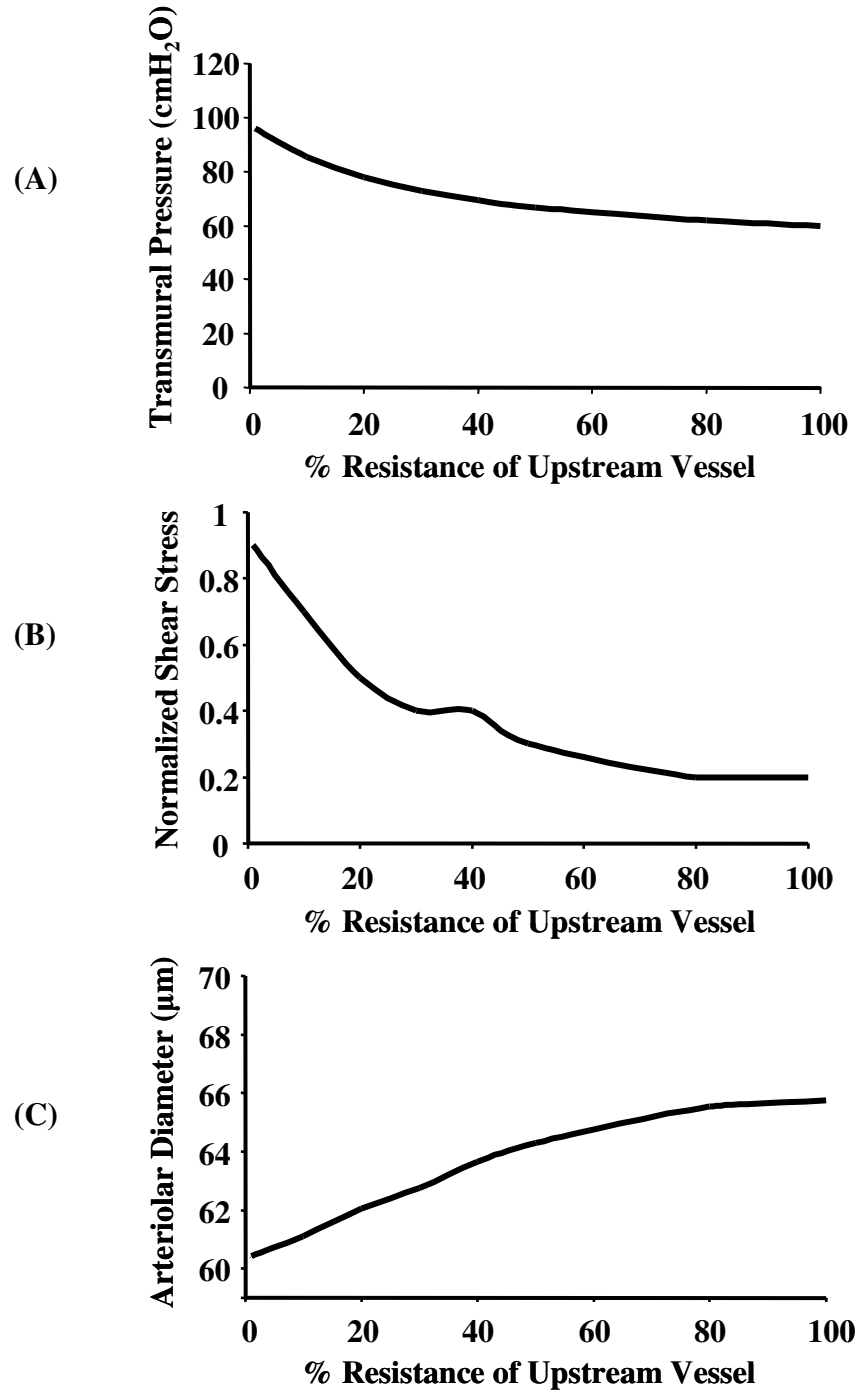 (A)
Transmural Pressure (cmH₂O)
120
100
80
60
40
20
0
0 20 40 60 80 100
% Resistance of Upstream Vessel
(B)
Normalized Shear Stress
1
0.8
0.6
0.4
0.2
0
0 20 40 60 80 100
% Resistance of Upstream Vessel
(C)
Arteriolar Diameter (µm)
70
68
66
64
62
60
0 20 40 60 80 100
% Resistance of Upstream Vessel